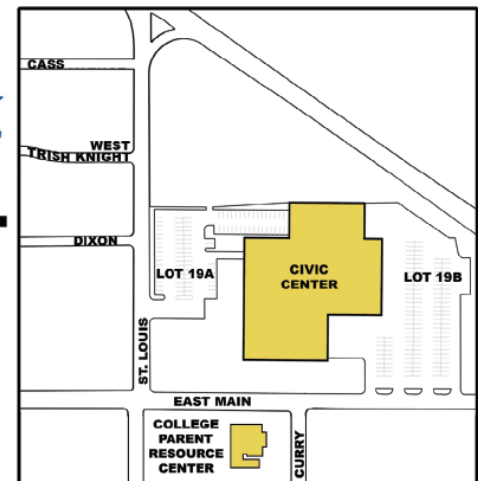 CASS
WEST
TRISH KNIGHT
DIXON
LOT 19A
CIVIC
CENTER
LOT 19B
ST. LOUIS
EAST MAIN
COLLEGE
PARENT
RESOURCE
CENTER
CURRY